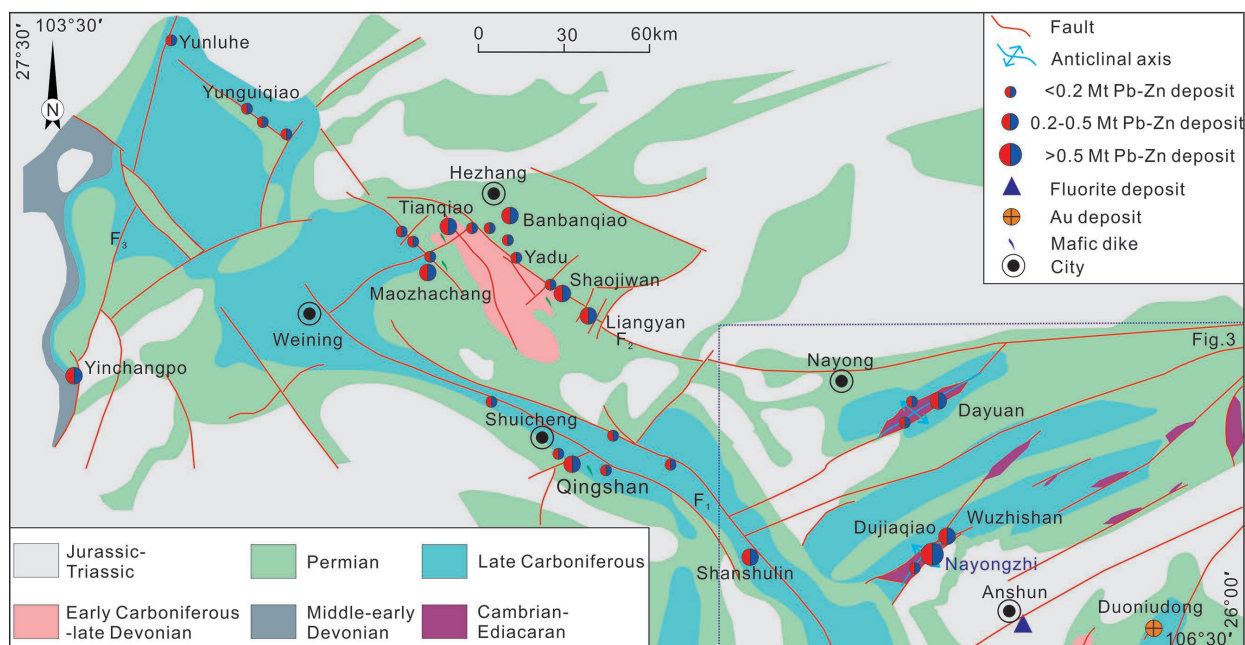 103°30′
27°30′
N
0 30 60km
Yunluhe
Yunguiqiao
Hezhang
Tianqiao
Banbanqiao
F3
Yadu
Shaojiwan
Maozhachang
Liangyan
F2
Weining
Yinchangpo
Nayong
Fig.3
Dayuan
Shuicheng
Qingshan
F1
Dujiaqiao
Wuzhishan
Nayongzhi
Shanshulin
Anshun
Duoniudong
26°00′
106°30′
Fault
Anticlinal axis
<0.2 Mt Pb-Zn deposit
0.2-0.5 Mt Pb-Zn deposit
>0.5 Mt Pb-Zn deposit
Fluorite deposit
Au deposit
Mafic dike
City
Jurassic-
Triassic
Permian
Late Carboniferous
Early Carboniferous
-late Devonian
Middle-early
Devonian
Cambrian-
Ediacaran